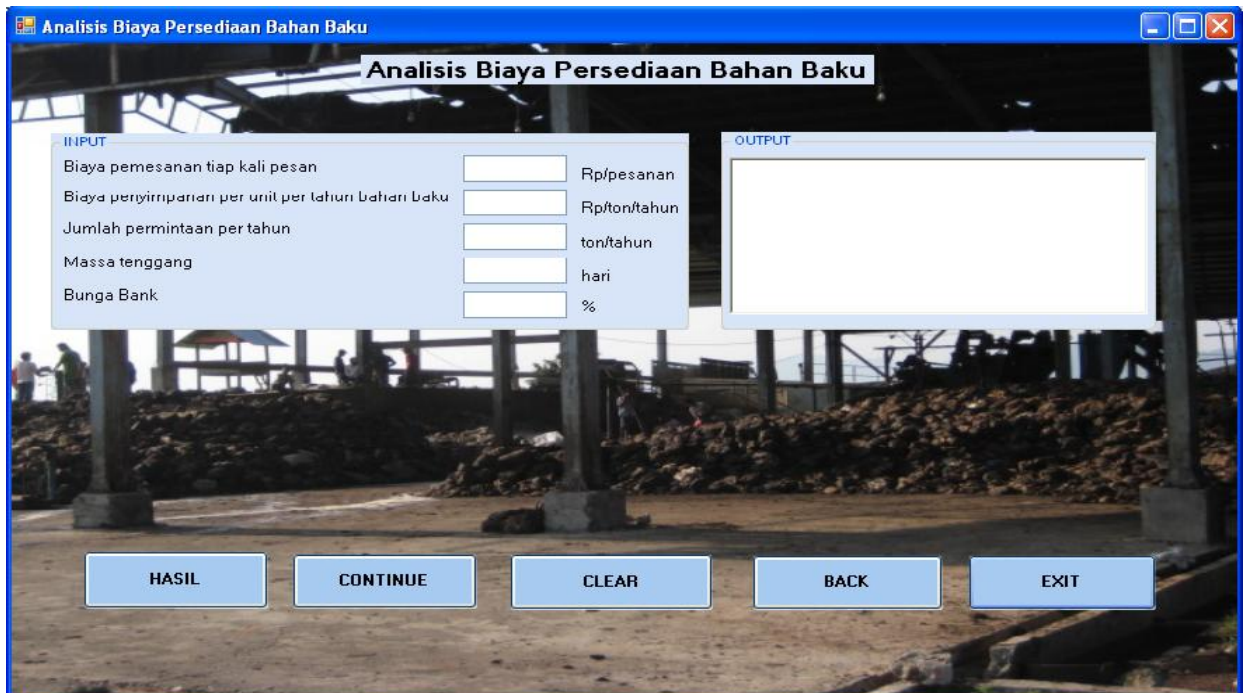 Analisis Biaya Persediaan Bahan Baku
Analisis Biaya Persediaan Bahan Baku
INPUT
Biaya pemesanan tiap kali pesan
Rp/pesanan
Biaya penyimpanan per unit per tahun bahan baku
Rp/ton/tahun
Jumlah permintaan per tahun
ton/tahun
Massa tenggang
hari
Bunga Bank
%
OUTPUT
HASIL
CONTINUE
CLEAR
BACK
EXIT